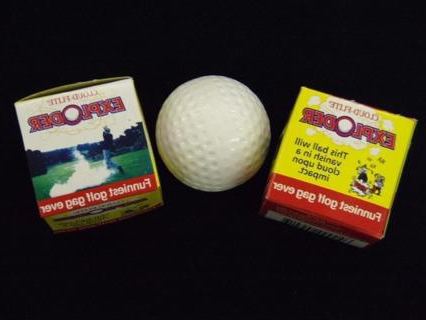 CLOUD-FLITE
EXPLODER
Funniest golf gag ever
CLOUD-FLITE
EXPLODER
This ball will
vanish in a
cloud upon
impact.
Funniest golf gag ever